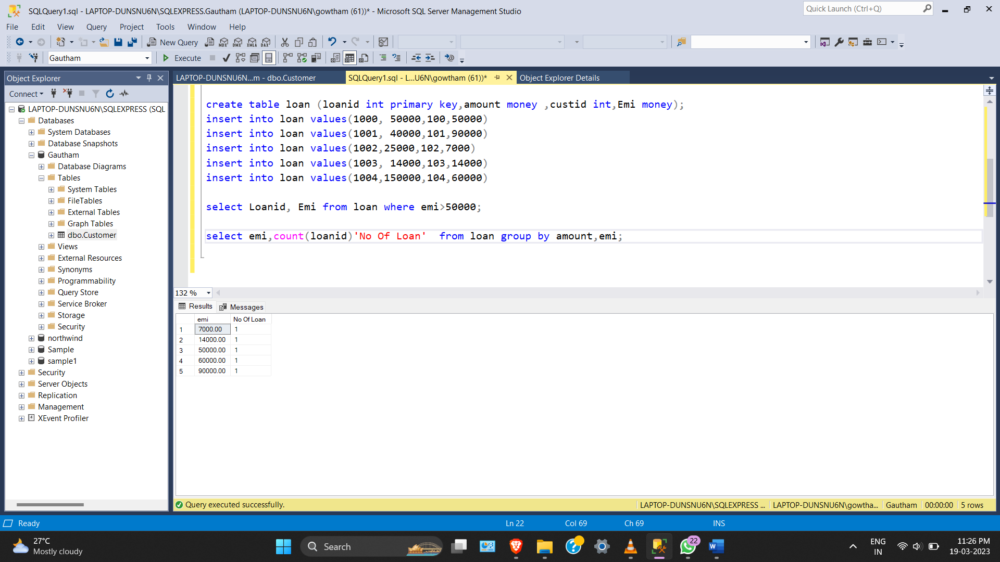 SQLQuery1.sql - LAPTOP-DUNSNU6N\SQLEXPRESS.Gautham (LAPTOP-DUNSNU6N\gowtham (61))* - Microsoft SQL Server Management Studio
Quick Launch (Ctrl+Q)
File Edit View Query Project Tools Window Help
New Query MDX DMX XMLA DAX
Gautham Execute
Object Explorer
LAPTOP-DUNSNU6N...m - dbo.Customer
SQLQuery1.sql - L...U6N\gowtham (61))*
Object Explorer Details
Connect
LAPTOP-DUNSNU6N\SQLEXPRESS (SQL
Databases
System Databases
Database Snapshots
Gautham
Database Diagrams
Tables
System Tables
FileTables
External Tables
Graph Tables
dbo.Customer
Views
External Resources
Synonyms
Programmability
Query Store
Service Broker
Storage
Security
northwind
Sample
sample1
Security
Server Objects
Replication
Management
XEvent Profiler
create table loan (loanid int primary key,amount money ,custid int,Emi money);
insert into loan values(1000, 50000,100,50000)
insert into loan values(1001, 40000,101,90000)
insert into loan values(1002,25000,102,7000)
insert into loan values(1003, 14000,103,14000)
insert into loan values(1004,150000,104,60000)
select Loanid, Emi from loan where emi>50000;
select emi,count(loanid)'No Of Loan'  from loan group by amount,emi;
132 %
Results Messages
emi No Of Loan
1 7000.00 1
2 14000.00 1
3 50000.00 1
4 60000.00 1
5 90000.00 1
Query executed successfully.
LAPTOP-DUNSNU6N\SQLEXPRESS ... LAPTOP-DUNSNU6N\gowtha... Gautham 00:00:00 5 rows
Ready Ln 22 Col 69 Ch 69 INS
27°C
Mostly cloudy
Search
22
ENG
IN
11:26 PM
19-03-2023